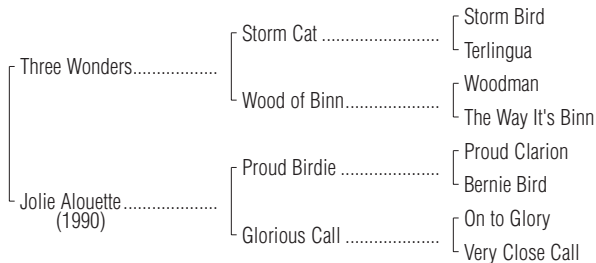 Three Wonders..................
Jolie Alouette...................
(1990)
Storm Cat ........................
Wood of Binn...................
Proud Birdie ....................
Glorious Call ...................
Storm Bird
Terlingua
Woodman
The Way It's Binn
Proud Clarion
Bernie Bird
On to Glory
Very Close Call